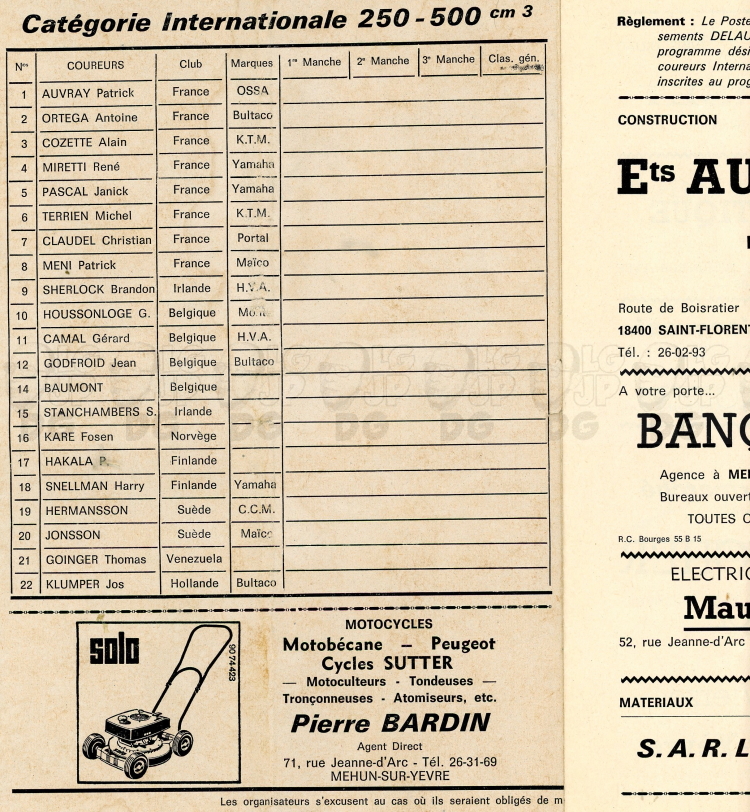 Catégorie internationale 250 - 500 cm 3
Nos COUREURS Club Marques 1re Manche 2e Manche 3e Manche Clas. gén.
1 AUVRAY Patrick France OSSA
2 ORTEGA Antoine France Bultaco
3 COZETTE Alain France K.T.M.
4 MIRETTI René France Yamaha
5 PASCAL Janick France Yamaha
6 TERRIEN Michel France K.T.M.
7 CLAUDEL Christian France Portal
8 MENI Patrick France Maïco
9 SHERLOCK Brandon Irlande H.V.A.
10 HOUSSONLOGE G. Belgique
11 CAMAL Gérard Belgique H.V.A.
12 GODFROID Jean Belgique Bultaco
14 BAUMONT Belgique
15 STANCHAMBERS S. Irlande
16 KARE Fosen Norvège
17 HAKALA P. Finlande
18 SNELLMAN Harry Finlande Yamaha
19 HERMANSSON Suède C.C.M.
20 JONSSON Suède Maïco
21 GOINGER Thomas Venezuela
22 KLUMPER Jos Hollande Bultaco
solo
90 74 423
MOTOCYCLES
Motobécane — Peugeot
Cycles SUTTER
— Motoculteurs - Tondeuses —
Tronçonneuses - Atomiseurs, etc.
Pierre BARDIN
Agent Direct
71, rue Jeanne-d'Arc - Tél. 26-31-69
MEHUN-SUR-YEVRE
Les organisateurs s'excusent au cas où ils seraient obligés de m
Règlement : Le Poste
sements DELAU
programme dési
coureurs Interna
inscrites au prog
CONSTRUCTION
Ets AU
Route de Boisratier
18400 SAINT-FLORENT
Tél. : 26-02-93
A votre porte...
BANQ
Agence à MEH
Bureaux ouvert
TOUTES O
R.C. Bourges 55 B 15
ELECTRIC
Mau
52, rue Jeanne-d'Arc
MATERIAUX
S. A. R. L